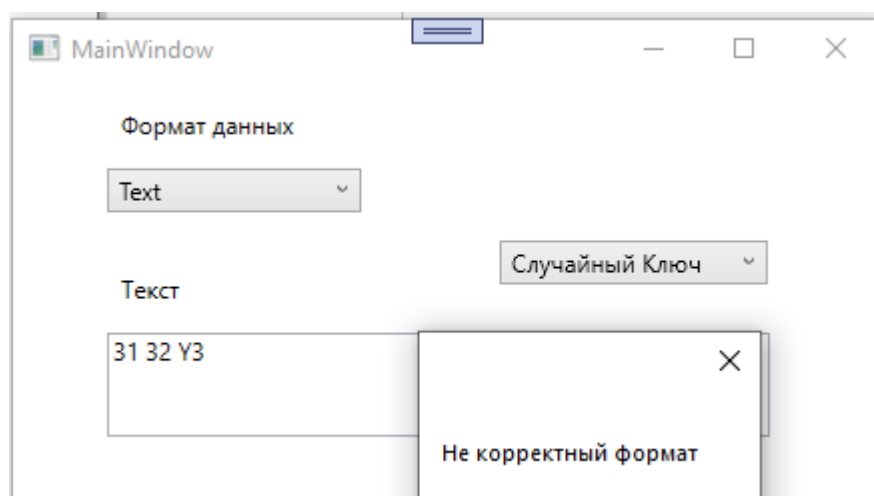 MainWindow
Формат данных
Text
Случайный Ключ
Текст
31 32 Y3
Не корректный формат